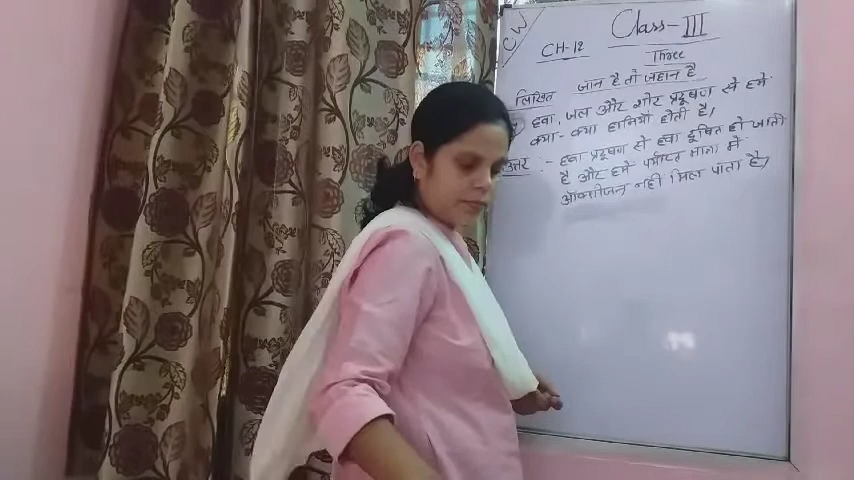 CW
Class-III
CH-12
Three
लिखित जान है तो जहान है
हवा, जल और शोर प्रदूषण से हमे
क्या-क्या हानियाँ होती है,
उत्तर :- हवा प्रदूषण से हवा दूषित हो जाती
है और हमे पर्याप्त मात्रा में
ऑक्सीजन नही मिल पाता है,